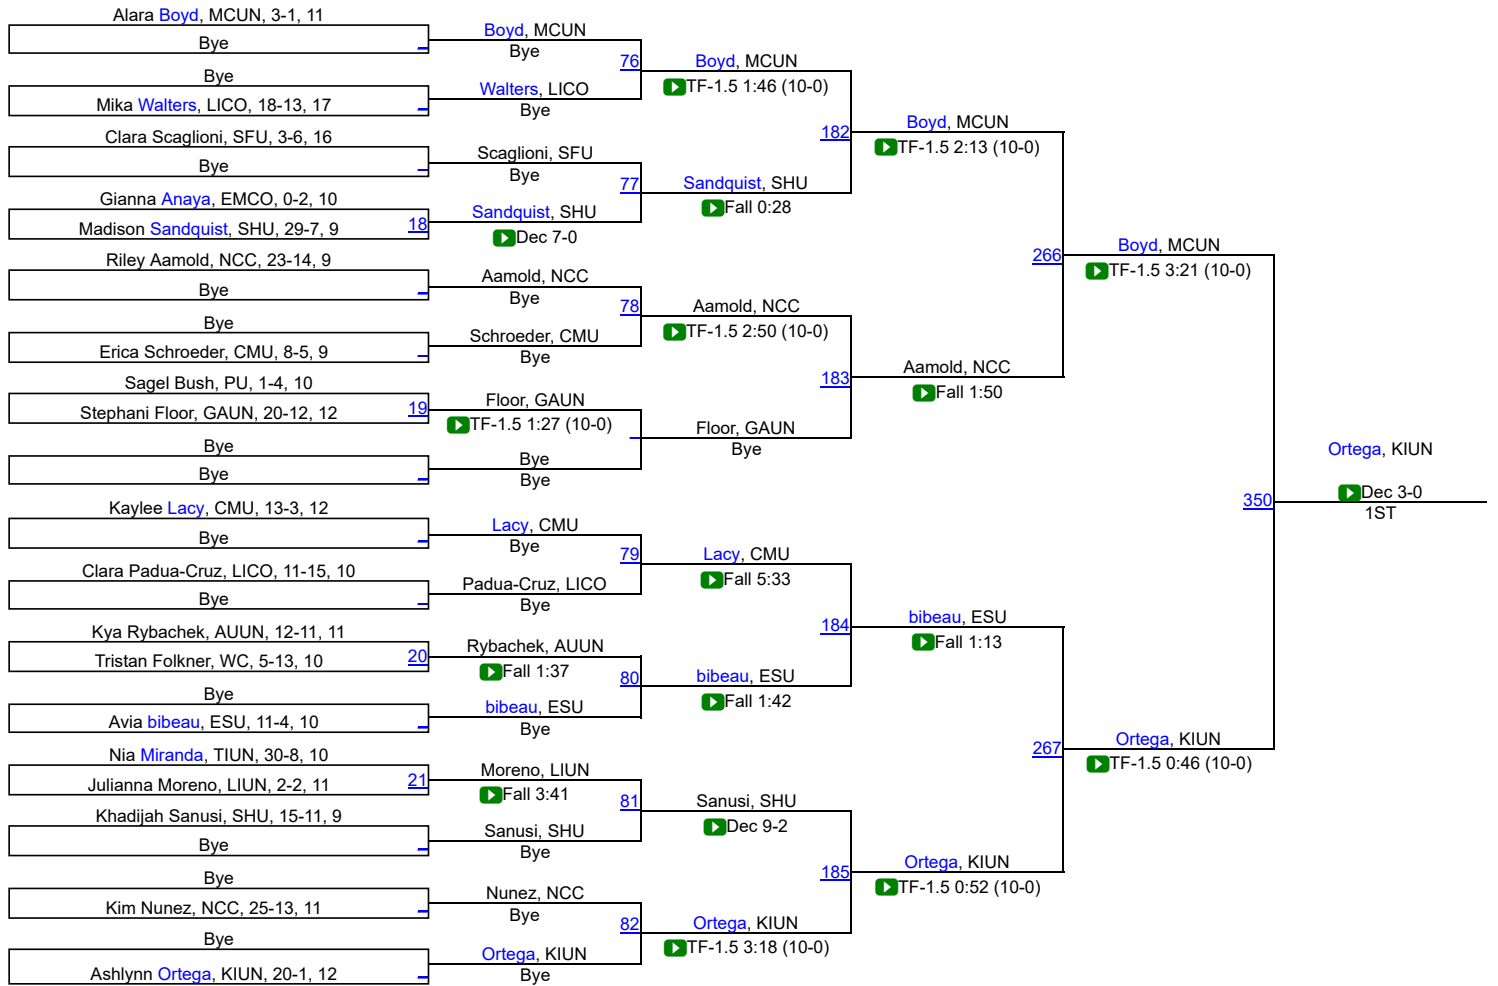 Alara Boyd, MCUN, 3-1, 11
Bye
Bye
Mika Walters, LICO, 18-13, 17
Clara Scaglioni, SFU, 3-6, 16
Bye
Gianna Anaya, EMCO, 0-2, 10
Madison Sandquist, SHU, 29-7, 9
18
Riley Aamold, NCC, 23-14, 9
Bye
Bye
Erica Schroeder, CMU, 8-5, 9
Sagel Bush, PU, 1-4, 10
Stephani Floor, GAUN, 20-12, 12
19
Bye
Bye
Kaylee Lacy, CMU, 13-3, 12
Bye
Clara Padua-Cruz, LICO, 11-15, 10
Bye
Kya Rybachek, AUUN, 12-11, 11
Tristan Folkner, WC, 5-13, 10
20
Bye
Avia bibeau, ESU, 11-4, 10
Nia Miranda, TIUN, 30-8, 10
Julianna Moreno, LIUN, 2-2, 11
21
Khadijah Sanusi, SHU, 15-11, 9
Bye
Bye
Kim Nunez, NCC, 25-13, 11
Bye
Ashlynn Ortega, KIUN, 20-1, 12
Boyd, MCUN
Bye
76
Walters, LICO
Bye
Scaglioni, SFU
Bye
77
Sandquist, SHU
Dec 7-0
Aamold, NCC
Bye
78
Schroeder, CMU
Bye
Floor, GAUN
TF-1.5 1:27 (10-0)
Bye
Bye
Lacy, CMU
Bye
79
Padua-Cruz, LICO
Bye
Rybachek, AUUN
Fall 1:37
80
bibeau, ESU
Bye
Moreno, LIUN
Fall 3:41
81
Sanusi, SHU
Bye
Nunez, NCC
Bye
82
Ortega, KIUN
Bye
Boyd, MCUN
TF-1.5 1:46 (10-0)
182
Sandquist, SHU
Fall 0:28
Aamold, NCC
TF-1.5 2:50 (10-0)
183
Floor, GAUN
Bye
Lacy, CMU
Fall 5:33
184
bibeau, ESU
Fall 1:42
Sanusi, SHU
Dec 9-2
185
Ortega, KIUN
TF-1.5 3:18 (10-0)
Boyd, MCUN
TF-1.5 2:13 (10-0)
266
Aamold, NCC
Fall 1:50
bibeau, ESU
Fall 1:13
267
Ortega, KIUN
TF-1.5 0:52 (10-0)
Boyd, MCUN
TF-1.5 3:21 (10-0)
350
Ortega, KIUN
TF-1.5 0:46 (10-0)
Ortega, KIUN
Dec 3-0
1ST